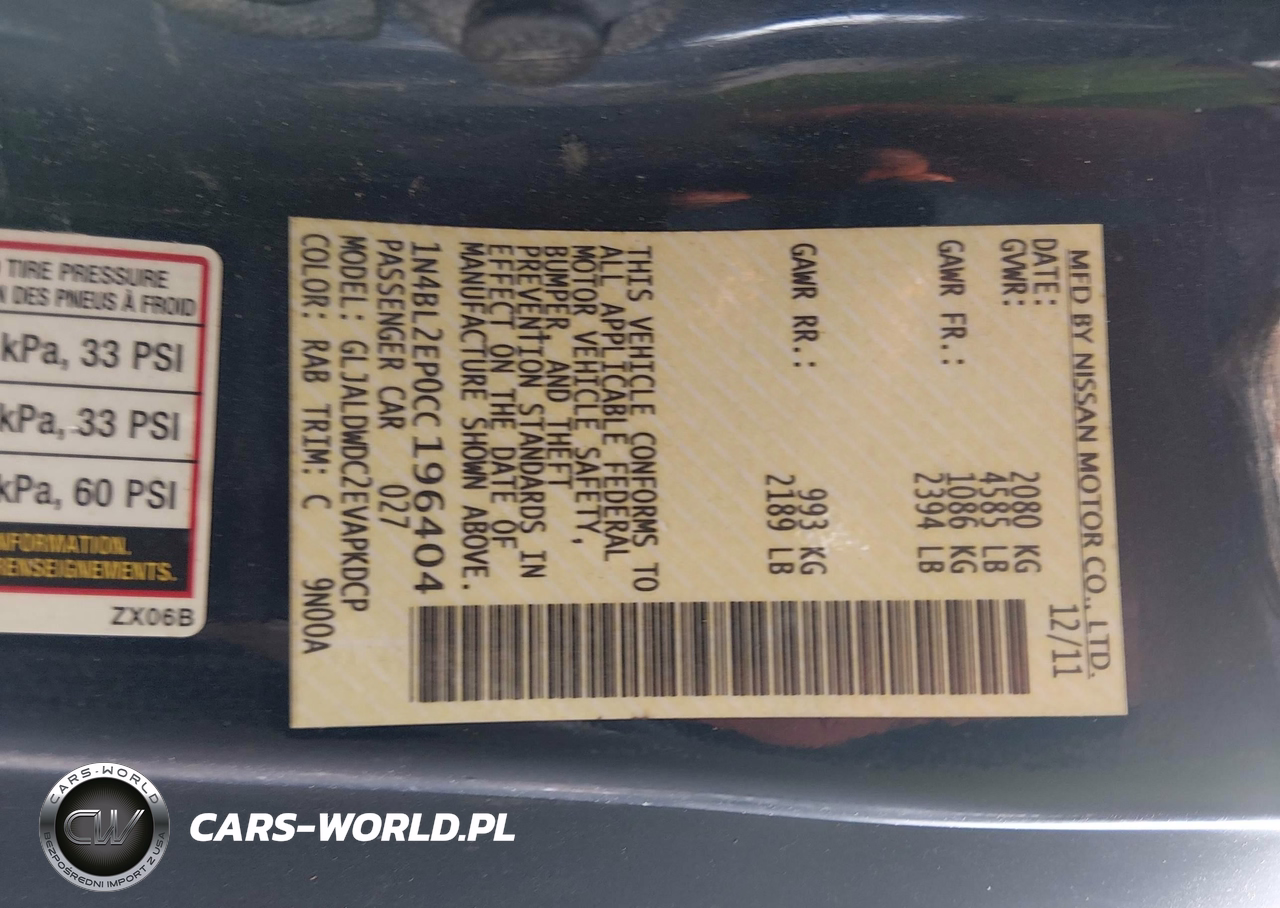 TIRE PRESSURE
DES PNEUS À FROID
kPa, 33 PSI
kPa, 33 PSI
kPa, 60 PSI
INFORMATION.
RENSEIGNEMENTS.
ZX06B
MFD BY NISSAN MOTOR CO., LTD.
DATE: 12/11
GVWR: 2080 KG
4585 LB
GAWR FR.: 1086 KG
2394 LB
GAWR RR.: 993 KG
2189 LB
THIS VEHICLE CONFORMS TO
ALL APPLICABLE FEDERAL
MOTOR VEHICLE SAFETY,
BUMPER, AND THEFT
PREVENTION STANDARDS IN
EFFECT ON THE DATE OF
MANUFACTURE SHOWN ABOVE.
1N4BL2EP0CC196404
PASSENGER CAR 027
MODEL: GLJALDWDC2EVAPKDCP
COLOR: RAB TRIM: C 9N00A
CARS-WORLD
CW
BEZPOŚREDNI IMPORT Z USA
CARS-WORLD.PL